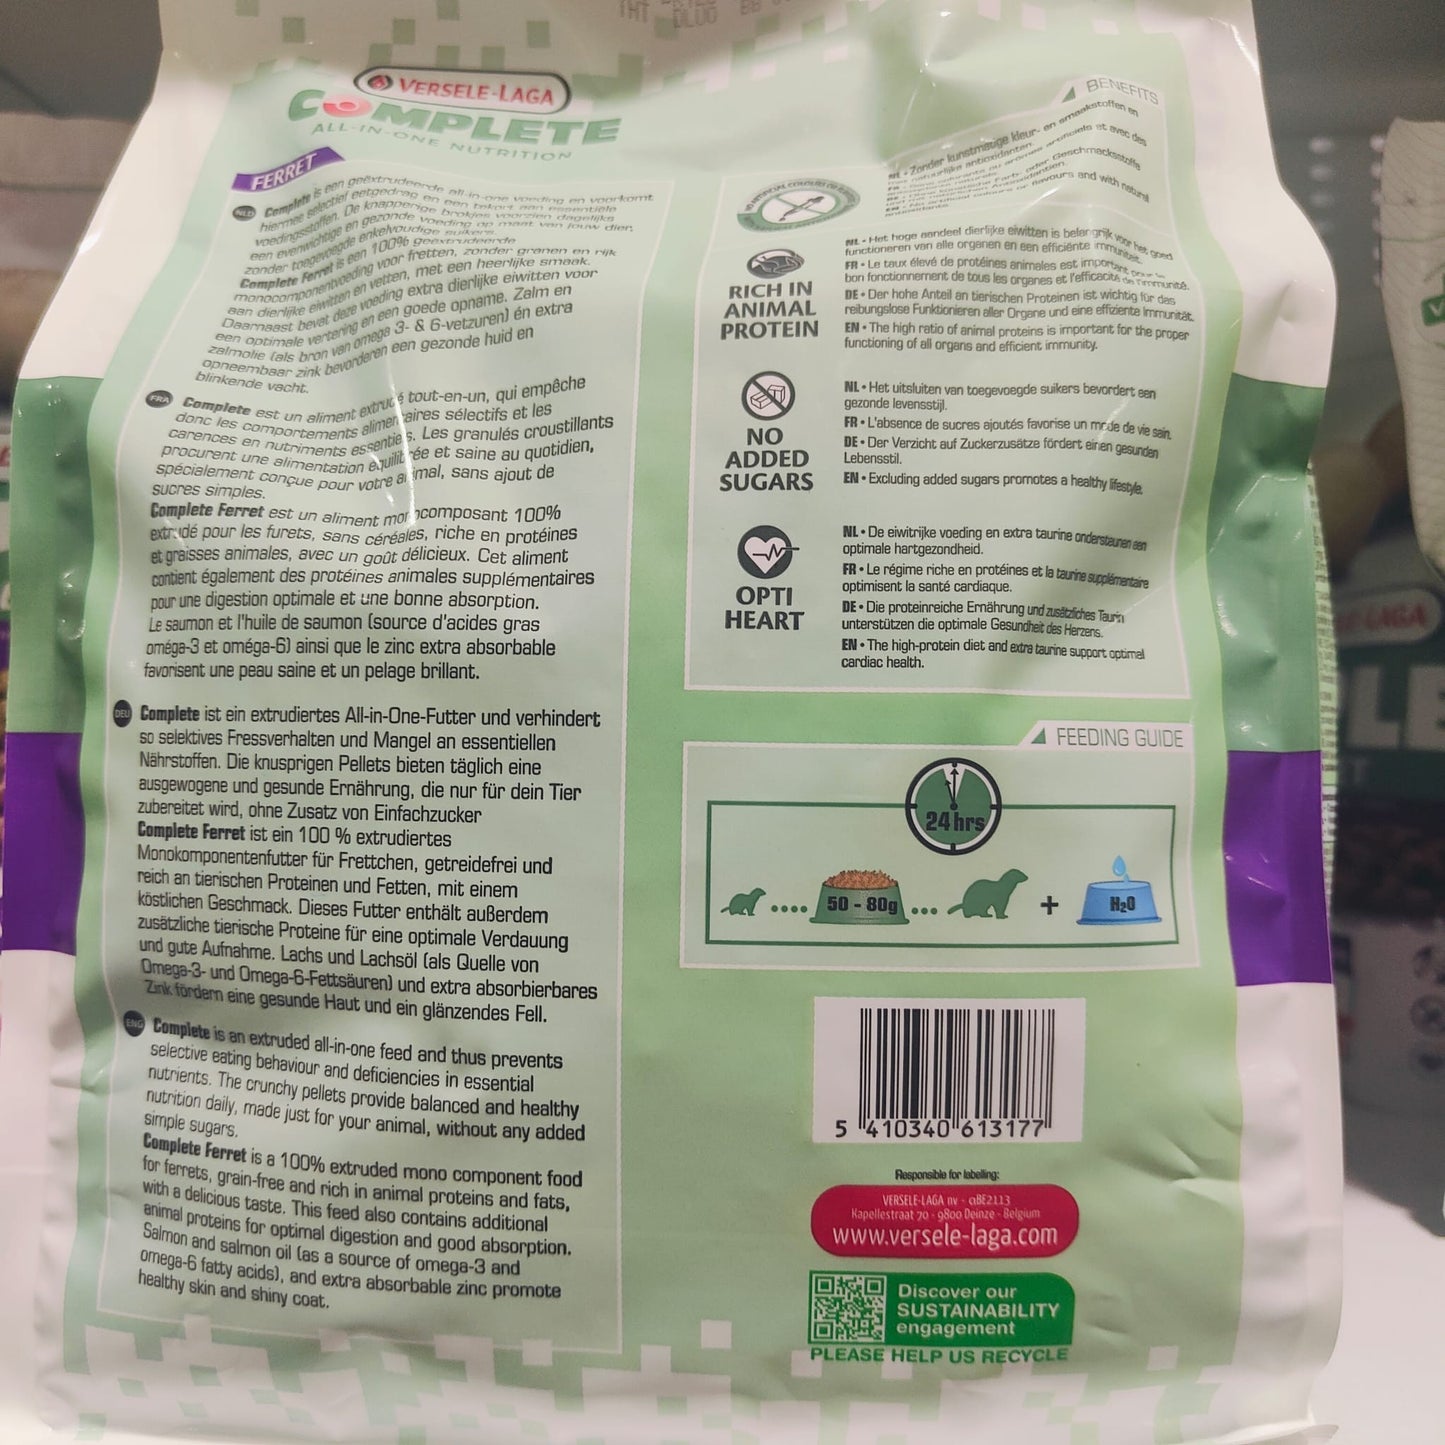 VERSELE-LAGA
COMPLETE
ALL-IN-ONE NUTRITION
FERRET
NLD Complete is een geëxtrudeerde all-in-one voeding en voorkomt
hiermee selectief eetgedrag en een tekort aan essentiële
voedingsstoffen. De knapperige brokjes voorzien dagelijks
een evenwichtige en gezonde voeding op maat van jouw dier,
zonder toegevoegde enkelvoudige suikers.
Complete Ferret is een 100% geëxtrudeerde
monocomponentvoeding voor fretten, zonder granen en rijk
aan dierlijke eiwitten en vetten, met een heerlijke smaak.
Daarnaast bevat deze voeding extra dierlijke eiwitten voor
een optimale vertering en een goede opname. Zalm en
zalmolie (als bron van omega 3- & 6-vetzuren) én extra
opneembaar zink bevorderen een gezonde huid en
blinkende vacht.
FRA Complete est un aliment extrudé tout-en-un, qui empêche
donc les comportements alimentaires sélectifs et les
carences en nutriments essentiels. Les granulés croustillants
procurent une alimentation équilibrée et saine au quotidien,
spécialement conçue pour votre animal, sans ajout de
sucres simples.
Complete Ferret est un aliment monocomposant 100%
extrudé pour les furets, sans céréales, riche en protéines
et graisses animales, avec un goût délicieux. Cet aliment
contient également des protéines animales supplémentaires
pour une digestion optimale et une bonne absorption.
Le saumon et l'huile de saumon (source d'acides gras
oméga-3 et oméga-6) ainsi que le zinc extra absorbable
favorisent une peau saine et un pelage brillant.
DEU Complete ist ein extrudiertes All-in-One-Futter und verhindert
so selektives Fressverhalten und Mangel an essentiellen
Nährstoffen. Die knusprigen Pellets bieten täglich eine
ausgewogene und gesunde Ernährung, die nur für dein Tier
zubereitet wird, ohne Zusatz von Einfachzucker
Complete Ferret ist ein 100 % extrudiertes
Monokomponentenfutter für Frettchen, getreidefrei und
reich an tierischen Proteinen und Fetten, mit einem
köstlichen Geschmack. Dieses Futter enthält außerdem
zusätzliche tierische Proteine für eine optimale Verdauung
und gute Aufnahme. Lachs und Lachsöl (als Quelle von
Omega-3- und Omega-6-Fettsäuren) und extra absorbierbares
Zink fördern eine gesunde Haut und ein glänzendes Fell.
ENG Complete is an extruded all-in-one feed and thus prevents
selective eating behaviour and deficiencies in essential
nutrients. The crunchy pellets provide balanced and healthy
nutrition daily, made just for your animal, without any added
simple sugars.
Complete Ferret is a 100% extruded mono component food
for ferrets, grain-free and rich in animal proteins and fats,
with a delicious taste. This feed also contains additional
animal proteins for optimal digestion and good absorption.
Salmon and salmon oil (as a source of omega-3 and
omega-6 fatty acids), and extra absorbable zinc promote
healthy skin and shiny coat.
BENEFITS
NL • Zonder kunstmatige kleur- en smaakstoffen en
met natuurlijke antioxidanten.
EN • No artificial colours or flavours and with natural
antioxidants
RICH IN
ANIMAL
PROTEIN
NL • Het hoge aandeel dierlijke eiwitten is belangrijk voor het goed
functioneren van alle organen en een efficiënte immuniteit.
FR • Le taux élevé de protéines animales est important pour le
bon fonctionnement de tous les organes et l'efficacité de l'immunité.
DE • Der hohe Anteil an tierischen Proteinen ist wichtig für das
reibungslose Funktionieren aller Organe und eine effiziente Immunität.
EN • The high ratio of animal proteins is important for the proper
functioning of all organs and efficient immunity.
NO
ADDED
SUGARS
NL • Het uitsluiten van toegevoegde suikers bevordert een
gezonde levensstijl.
FR • L'absence de sucres ajoutés favorise un mode de vie sain.
DE • Der Verzicht auf Zuckerzusätze fördert einen gesunden
Lebensstil.
EN • Excluding added sugars promotes a healthy lifestyle.
OPTI
HEART
NL • De eiwitrijke voeding en extra taurine ondersteunen een
optimale hartgezondheid.
FR • Le régime riche en protéines et la taurine supplémentaire
optimisent la santé cardiaque.
DE • Die proteinreiche Ernährung und zusätzliches Taurin
unterstützen die optimale Gesundheit des Herzens.
EN • The high-protein diet and extra taurine support optimal
cardiac health.
FEEDING GUIDE
24hrs
50 - 80g + H2O
5 410340 613177
Responsible for labelling:
VERSELE-LAGA nv - αBE2113
Kapellestraat 70 - 9800 Deinze - Belgium
www.versele-laga.com
Discover our
SUSTAINABILITY
engagement
PLEASE HELP US RECYCLE